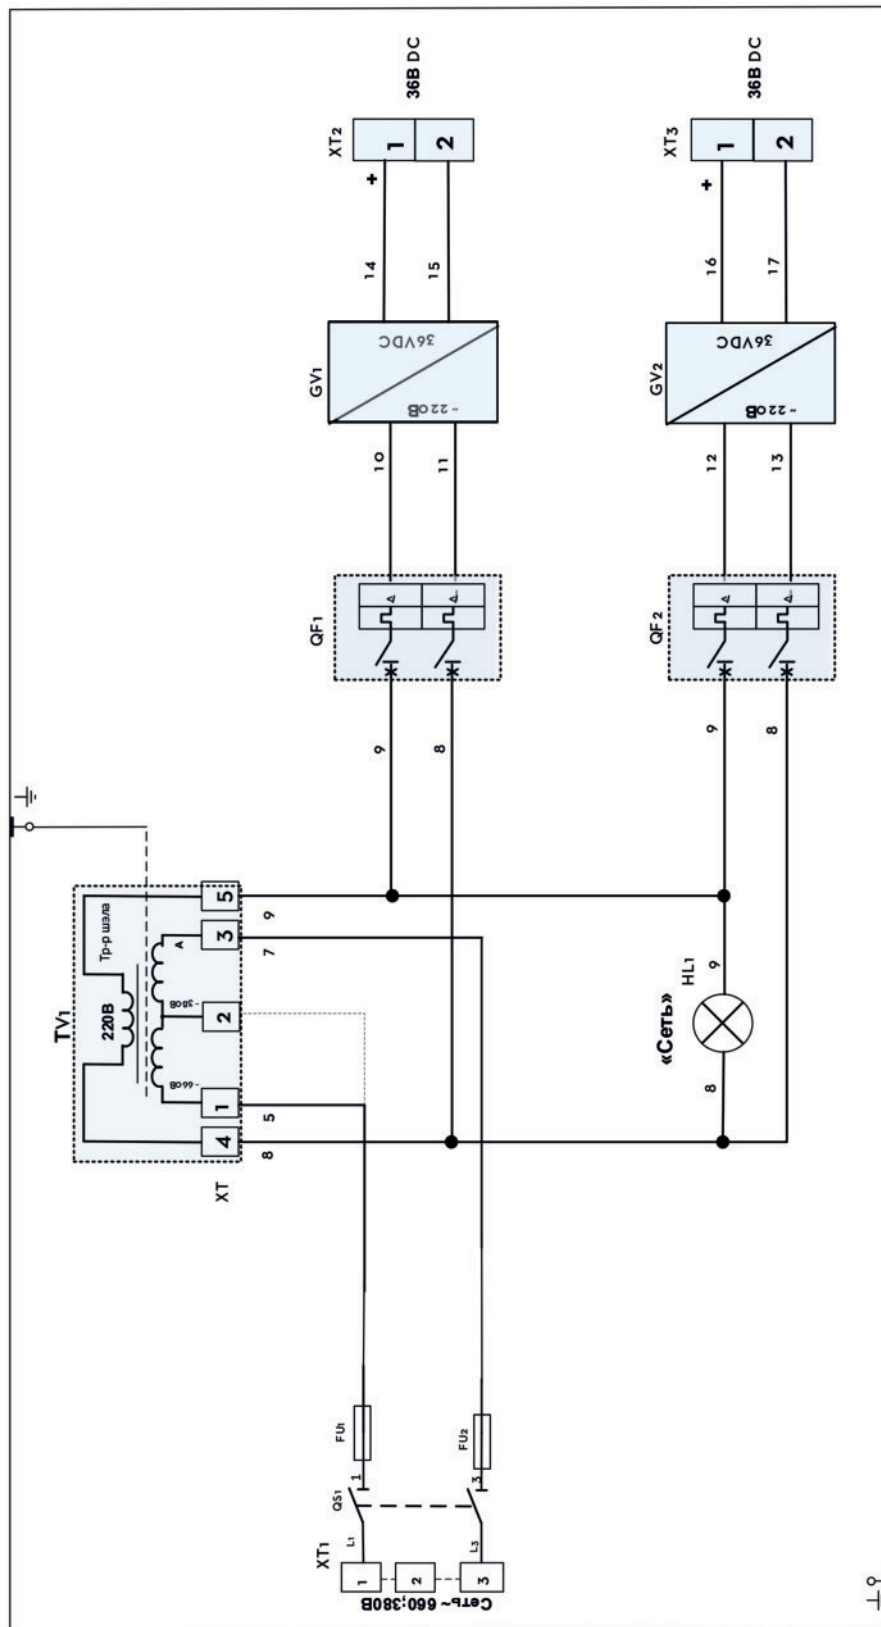 Сеть~ 660;380В
XT1
1
2
3
L1
L3
QS1
1
3
FU1
FU2
TV1
220В
Тр-р шэла
~660В
~380В
A
XT
4
1
2
3
5
8
5
7
9
«Сеть»
HL1
8
9
9
8
QF1
10
11
GV1
~220В
36VDC
14
15
+
XT2
1
2
36В DC
9
8
QF2
12
13
GV2
~220В
36VDC
16
17
+
XT3
1
2
36В DC